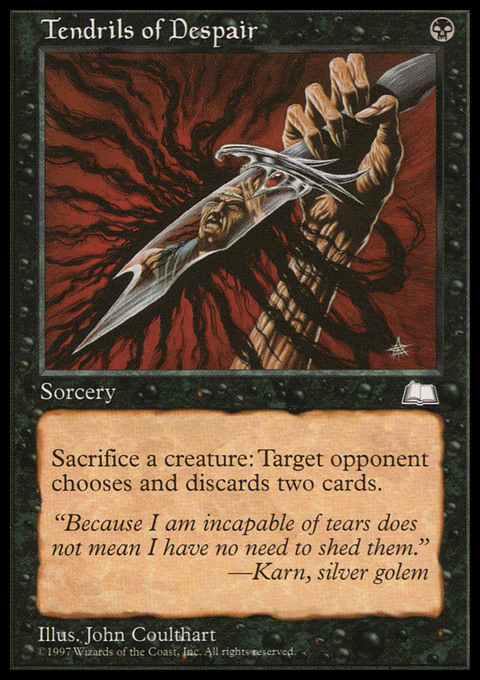 Tendrils of Despair
Sorcery
Sacrifice a creature: Target opponent
chooses and discards two cards.
“Because I am incapable of tears does
not mean I have no need to shed them.”
—Karn, silver golem
Illus. John Coulthart
©1997 Wizards of the Coast, Inc. All rights reserved.